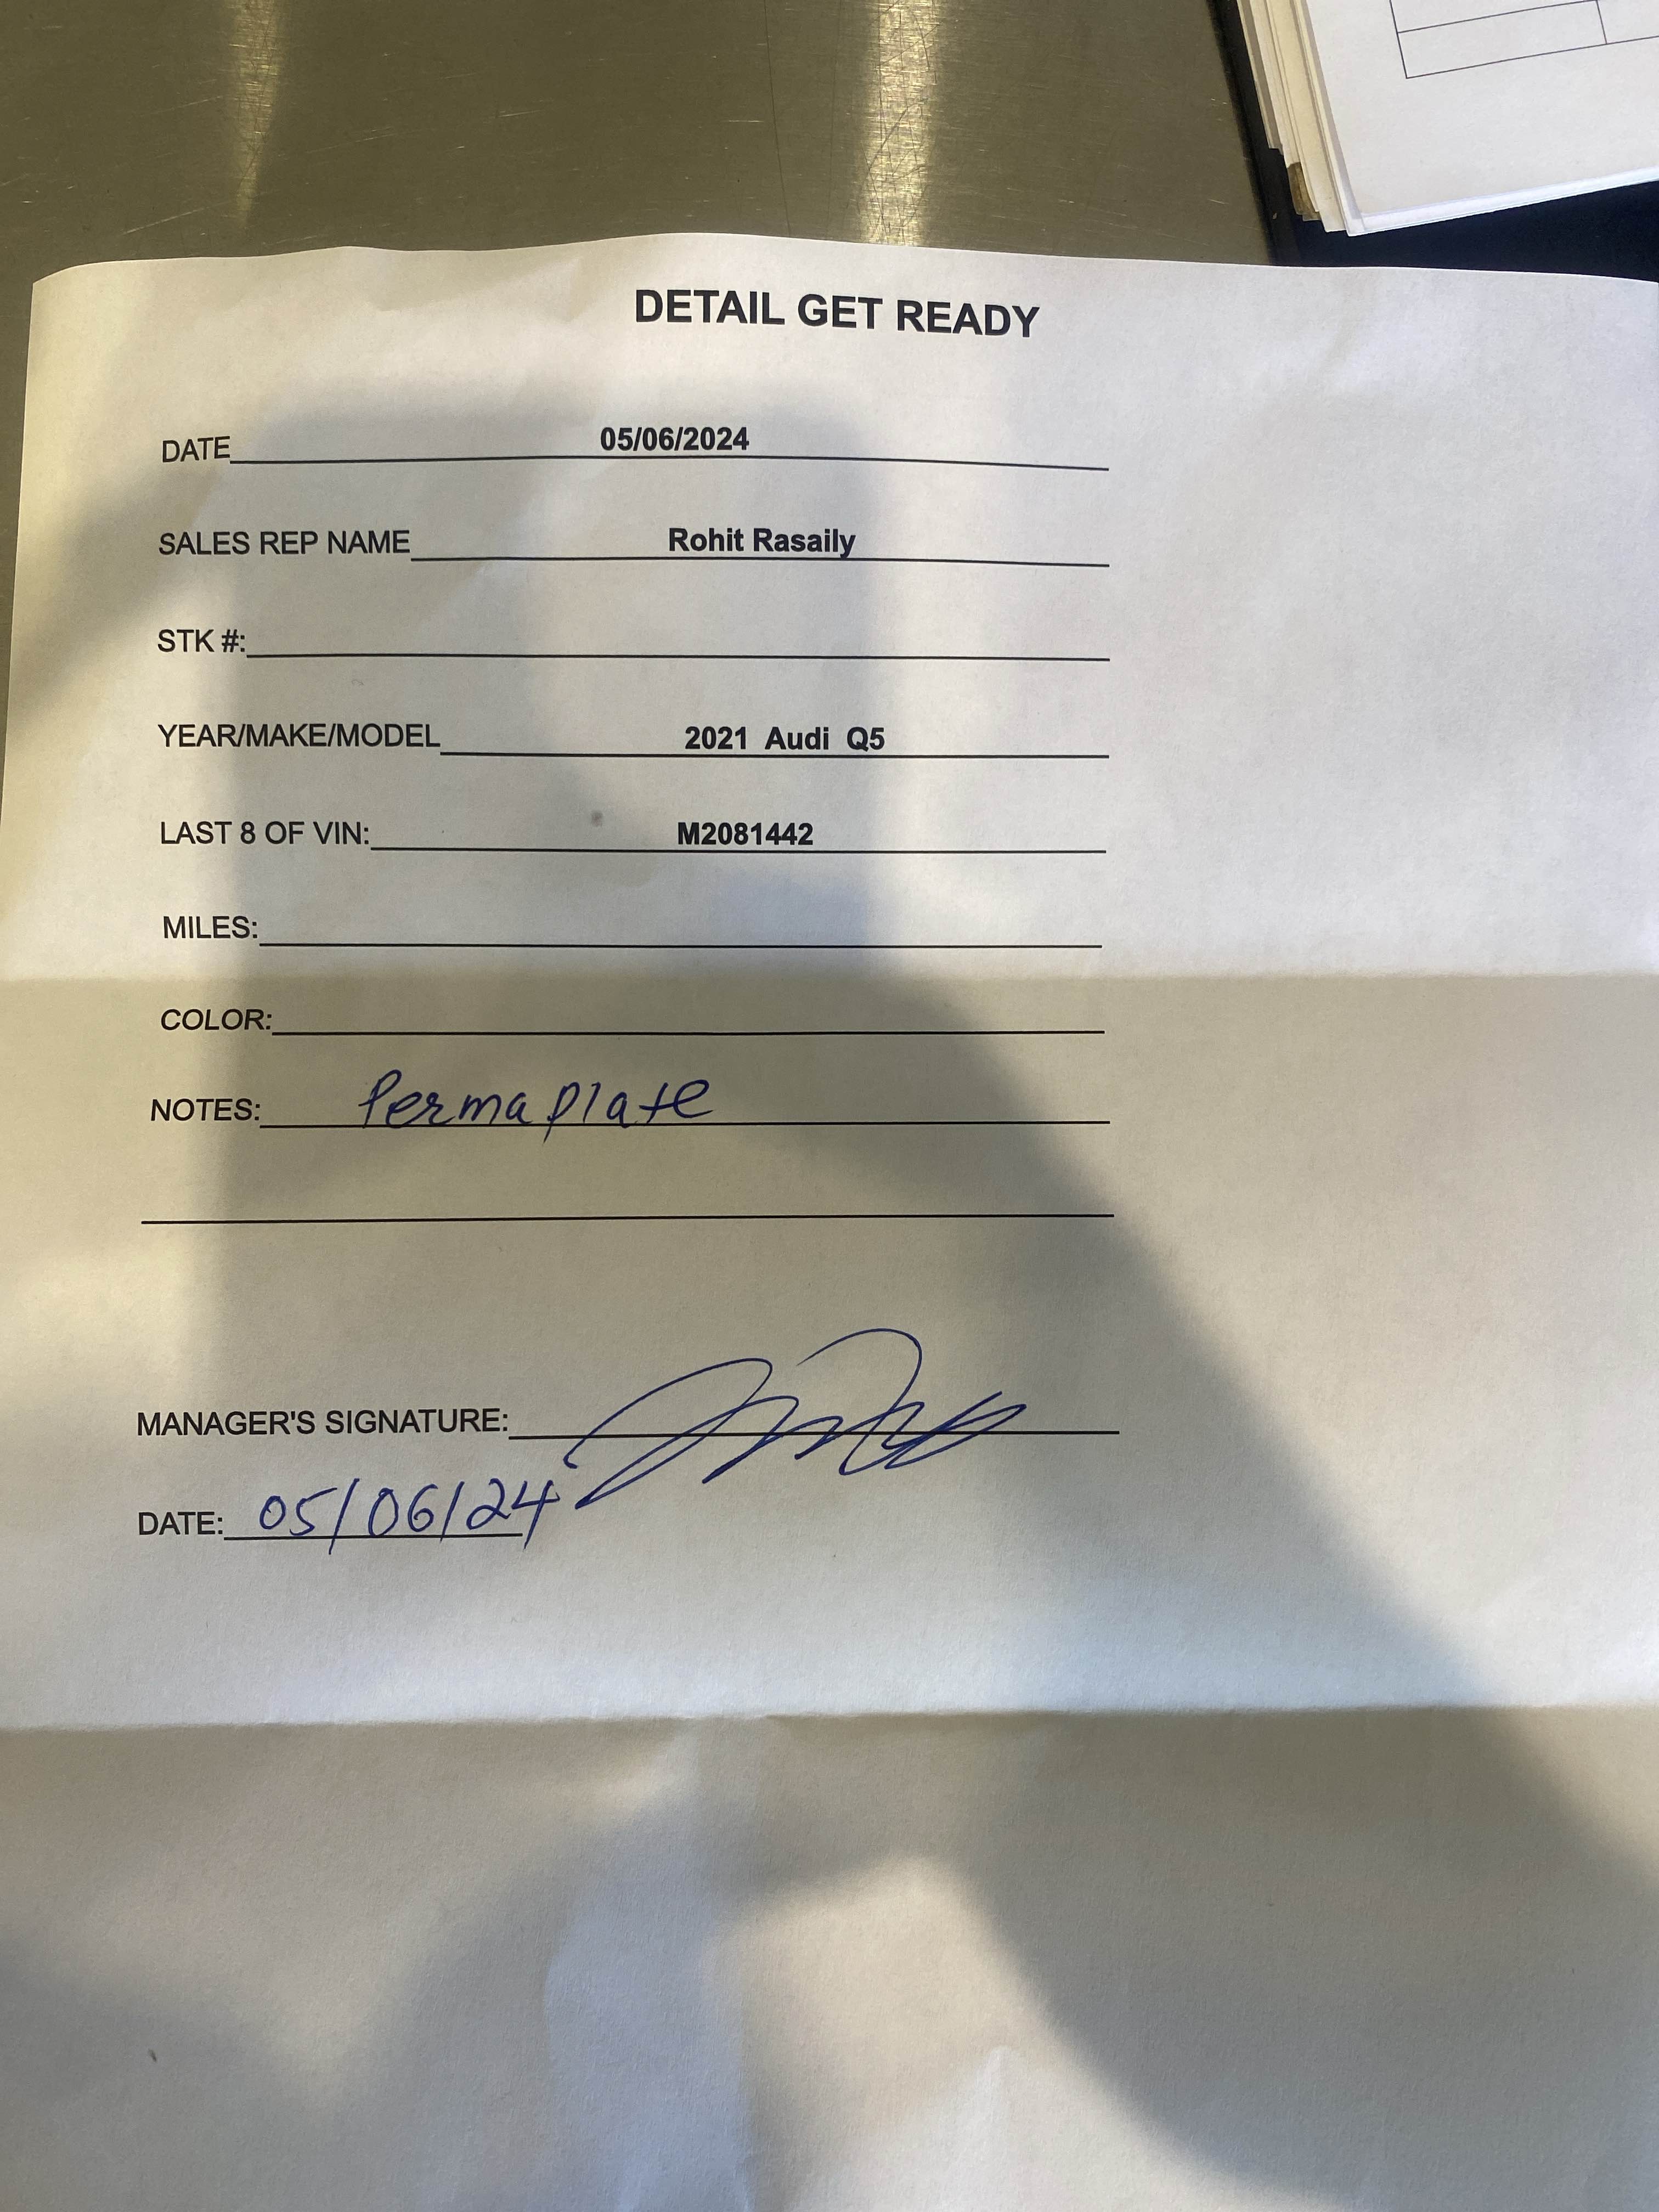 DETAIL GET READY
DATE 05/06/2024
SALES REP NAME Rohit Rasaily
STK #:
YEAR/MAKE/MODEL 2021 Audi Q5
LAST 8 OF VIN: M2081442
MILES:
COLOR:
NOTES: Permaplate
MANAGER'S SIGNATURE:
DATE: 05/06/24